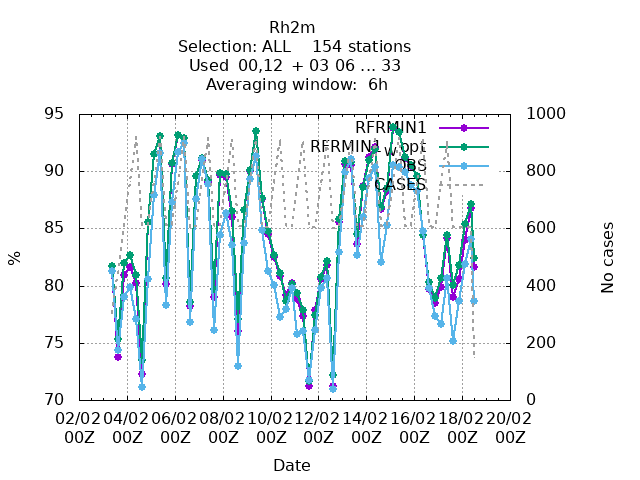 Rh2m
Selection: ALL    154 stations
Used  00,12  + 03 06 ... 33
Averaging window:  6h
95
90
85
80
75
70
%
1000
800
600
400
200
0
No cases
RFRMIN1
RFRMIN1_w_opt
OBS
CASES
02/02 04/02 06/02 08/02 10/02 12/02 14/02 16/02 18/02 20/02
00Z 00Z 00Z 00Z 00Z 00Z 00Z 00Z 00Z 00Z
Date